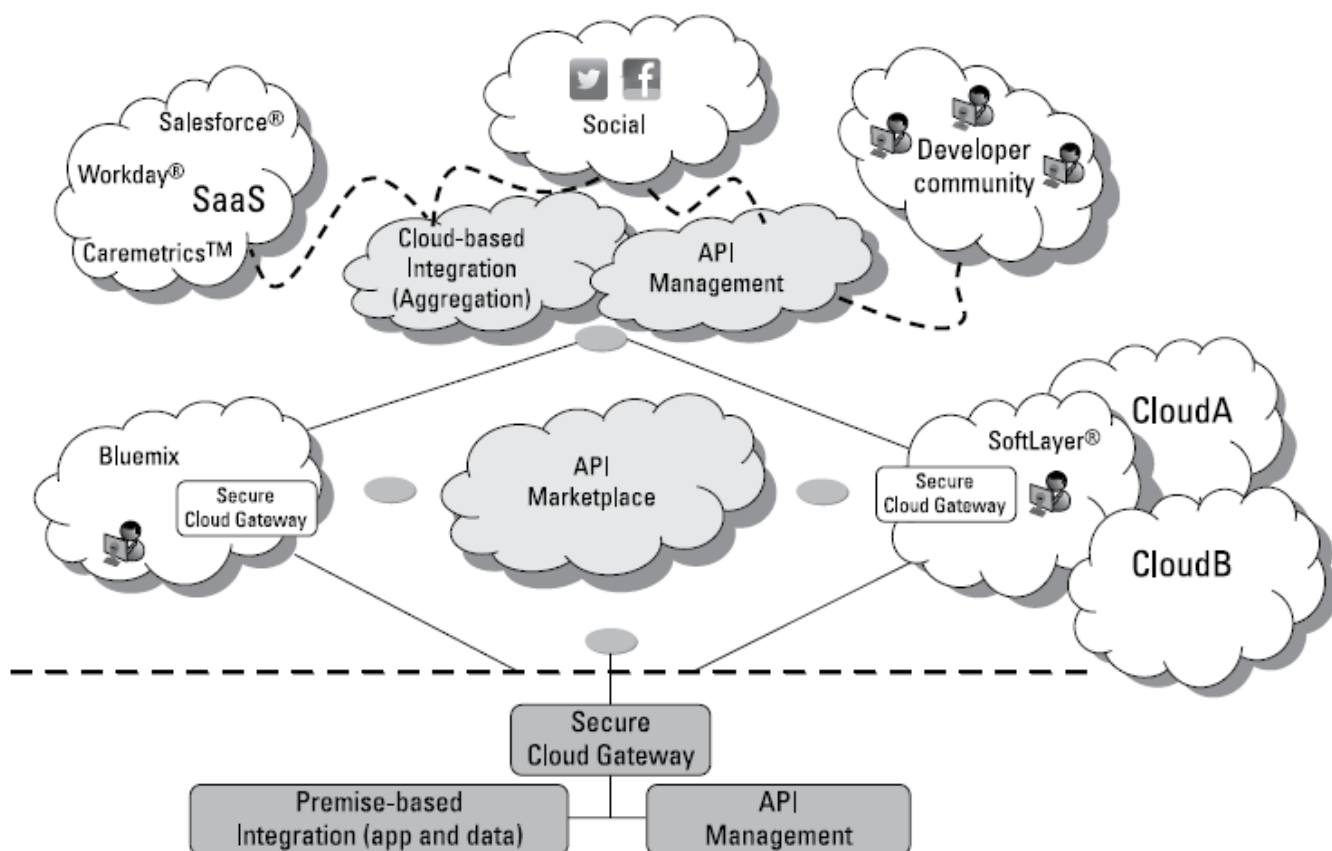 Salesforce®
Workday®
SaaS
Caremetrics™
Social
Developer
community
Cloud-based
Integration
(Aggregation)
API
Management
Bluemix
Secure
Cloud Gateway
API
Marketplace
SoftLayer®
Secure
Cloud Gateway
CloudA
CloudB
Secure
Cloud Gateway
Premise-based
Integration (app and data)
API
Management